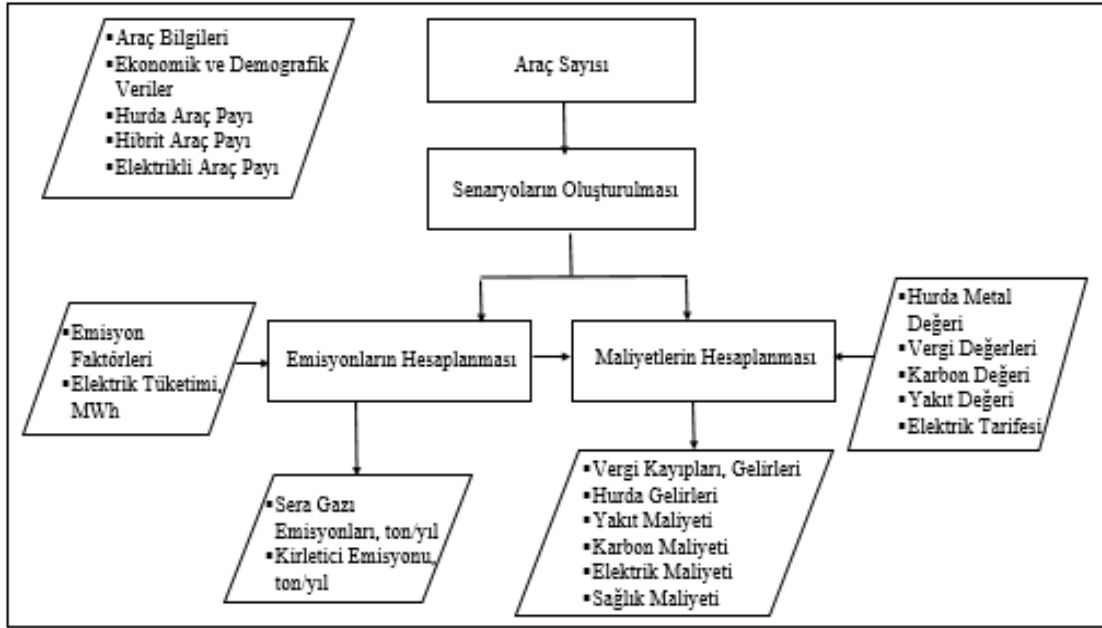 ▪Araç Bilgileri
▪Ekonomik ve Demografik
Veriler
▪Hurda Araç Payı
▪Hibrit Araç Payı
▪Elektrikli Araç Payı
Araç Sayısı
Senaryoların Oluşturulması
▪Emisyon
Faktörleri
▪Elektrik Tüketimi,
MWh
Emisyonların Hesaplanması
Maliyetlerin Hesaplanması
▪Hurda Metal
Değeri
▪Vergi Değerleri
▪Karbon Değeri
▪Yakıt Değeri
▪Elektrik Tarifesi
▪Sera Gazı
Emisyonları, ton/yıl
▪Kirletici Emisyonu,
ton/yıl
▪Vergi Kayıpları, Gelirleri
▪Hurda Gelirleri
▪Yakıt Maliyeti
▪Karbon Maliyeti
▪Elektrik Maliyeti
▪Sağlık Maliyeti